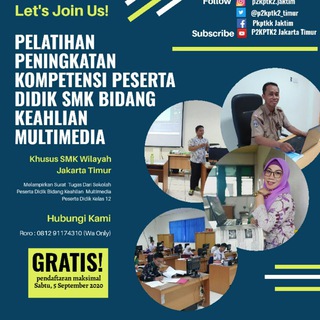 Let's Join Us!
Follow
p2kptk2.jaktim
@p2kptk2_timur
Pkptkk Jaktim
Subscribe
P2KPTK2 Jakarta Timur
PELATIHAN
PENINGKATAN
KOMPETENSI PESERTA
DIDIK SMK BIDANG
KEAHLIAN
MULTIMEDIA
Khusus SMK Wilayah
Jakarta Timur
Melampirkan Surat Tugas Dari Sekolah
Peserta Didik Bidang Keahlian Multimedia
Peserta Didik Kelas 12
Hubungi Kami
Roro : 0812 91174310 (Wa Only)
GRATIS!
pendaftaran maksimal
Sabtu, 5 September 2020